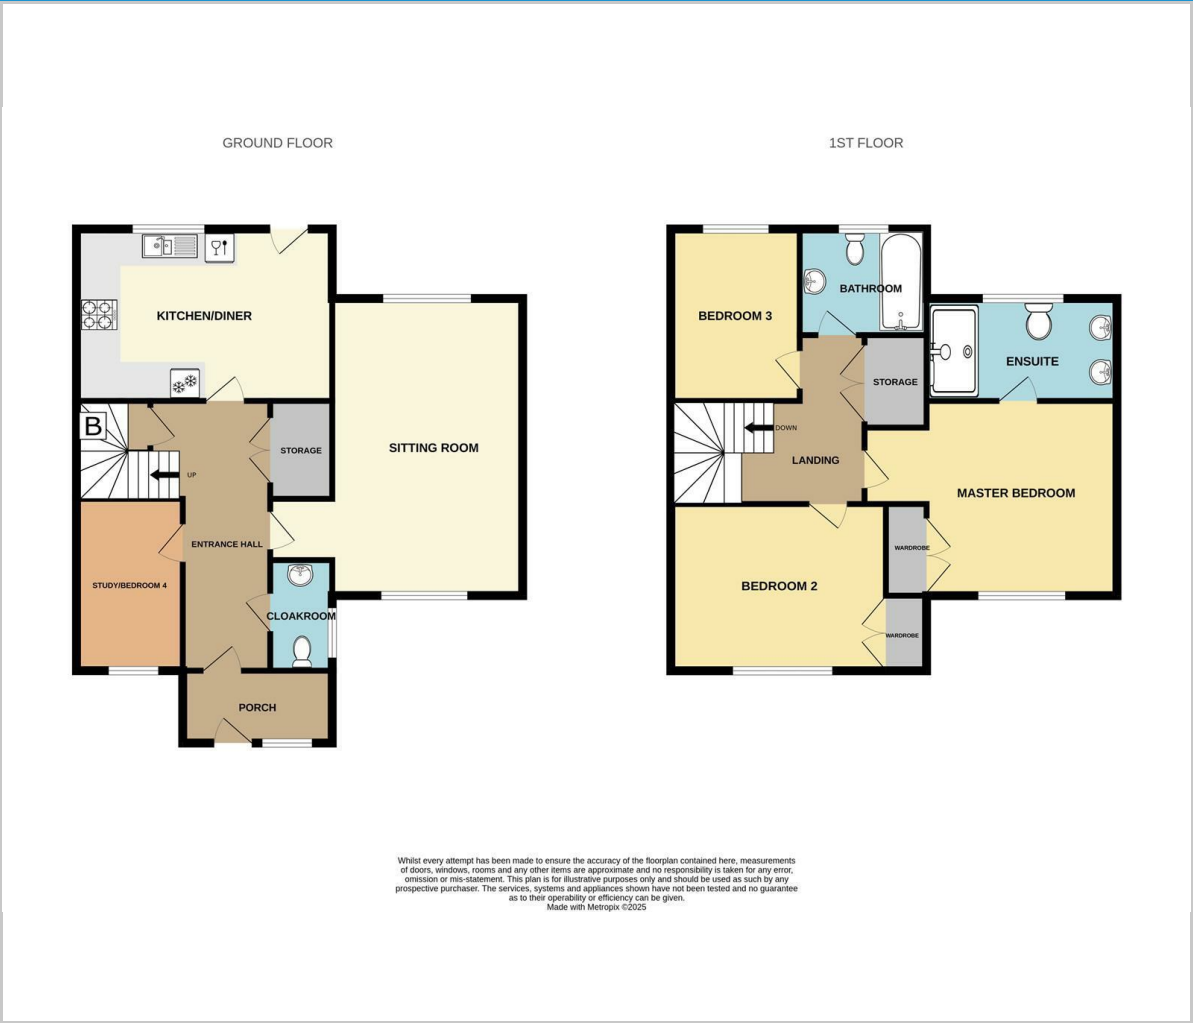 GROUND FLOOR
1ST FLOOR
KITCHEN/DINER
B
UP
STORAGE
SITTING ROOM
ENTRANCE HALL
STUDY/BEDROOM 4
CLOAKROOM
PORCH
BEDROOM 3
BATHROOM
ENSUITE
STORAGE
DOWN
LANDING
MASTER BEDROOM
WARDROBE
BEDROOM 2
WARDROBE
Whilst every attempt has been made to ensure the accuracy of the floorplan contained here, measurements
of doors, windows, rooms and any other items are approximate and no responsibility is taken for any error,
omission or mis-statement. This plan is for illustrative purposes only and should be used as such by any
prospective purchaser. The services, systems and appliances shown have not been tested and no guarantee
as to their operability or efficiency can be given.
Made with Metropix ©2025